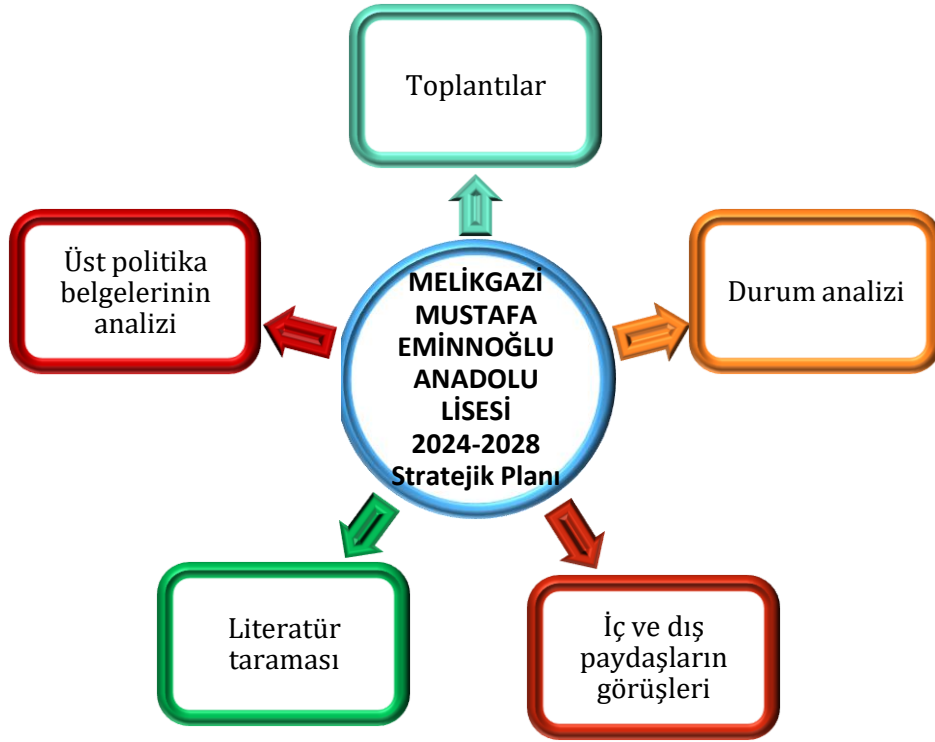 Toplantılar
Üst politika
belgelerinin
analizi
MELİKGAZİ
MUSTAFA
EMİNNOĞLU
ANADOLU
LİSESİ
2024-2028
Stratejik Planı
Durum analizi
Literatür
taraması
İç ve dış
paydaşların
görüşleri